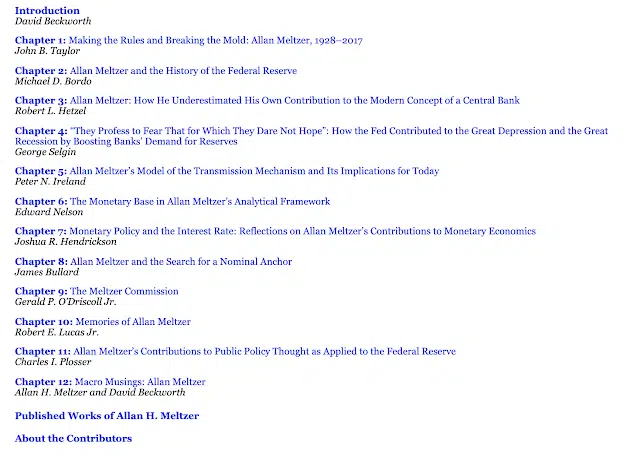 Introduction
David Beckworth
Chapter 1: Making the Rules and Breaking the Mold: Allan Meltzer, 1928–2017
John B. Taylor
Chapter 2: Allan Meltzer and the History of the Federal Reserve
Michael D. Bordo
Chapter 3: Allan Meltzer: How He Underestimated His Own Contribution to the Modern Concept of a Central Bank
Robert L. Hetzel
Chapter 4: “They Profess to Fear That for Which They Dare Not Hope”: How the Fed Contributed to the Great Depression and the Great
Recession by Boosting Banks’ Demand for Reserves
George Selgin
Chapter 5: Allan Meltzer’s Model of the Transmission Mechanism and Its Implications for Today
Peter N. Ireland
Chapter 6: The Monetary Base in Allan Meltzer’s Analytical Framework
Edward Nelson
Chapter 7: Monetary Policy and the Interest Rate: Reflections on Allan Meltzer’s Contributions to Monetary Economics
Joshua R. Hendrickson
Chapter 8: Allan Meltzer and the Search for a Nominal Anchor
James Bullard
Chapter 9: The Meltzer Commission
Gerald P. O’Driscoll Jr.
Chapter 10: Memories of Allan Meltzer
Robert E. Lucas Jr.
Chapter 11: Allan Meltzer’s Contributions to Public Policy Thought as Applied to the Federal Reserve
Charles I. Plosser
Chapter 12: Macro Musings: Allan Meltzer
Allan H. Meltzer and David Beckworth
Published Works of Allan H. Meltzer
About the Contributors